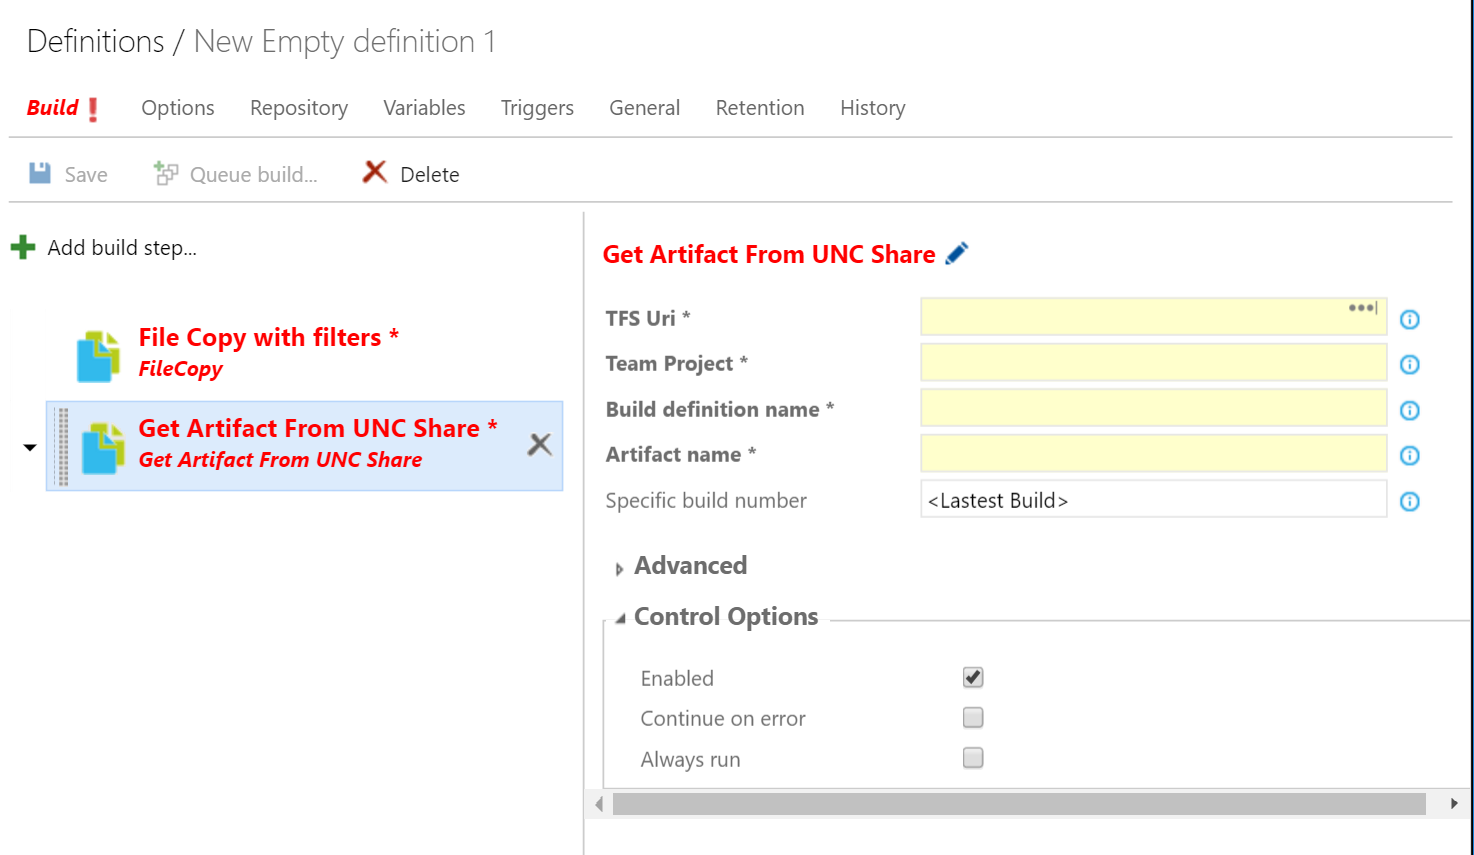 Definitions / New Empty definition 1
Build Options Repository Variables Triggers General Retention History
Save Queue build... Delete
Add build step...
File Copy with filters *
FileCopy
Get Artifact From UNC Share *
Get Artifact From UNC Share
Get Artifact From UNC Share
TFS Uri *
Team Project *
Build definition name *
Artifact name *
Specific build number <Lastest Build>
Advanced
Control Options
Enabled
Continue on error
Always run